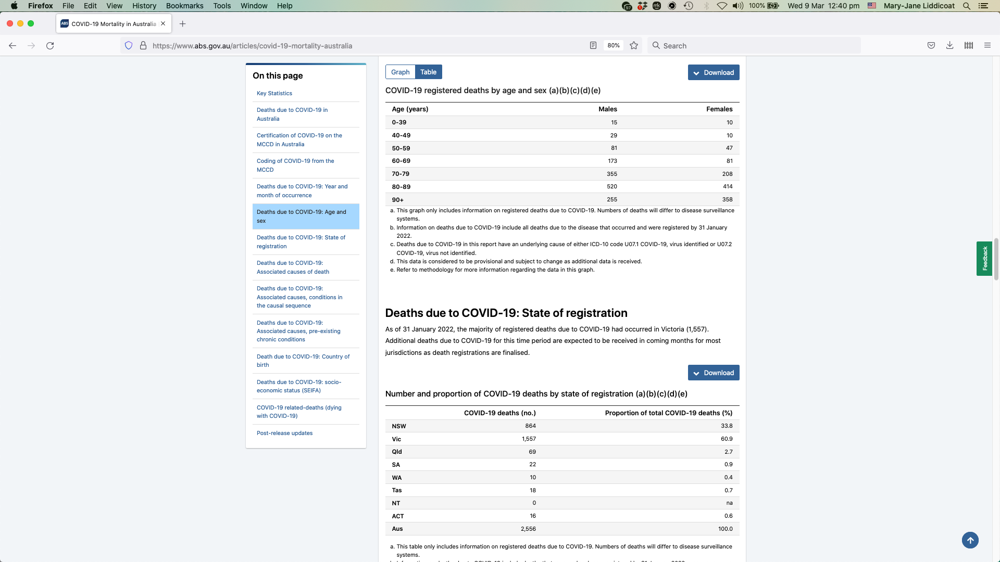 Firefox File Edit View History Bookmarks Tools Window Help 97 1 100% Wed 9 Mar 12:40 pm Mary-Jane Liddicoat
ABS COVID-19 Mortality in Australia
https://www.abs.gov.au/articles/covid-19-mortality-australia 80% Search
On this page
Key Statistics
Deaths due to COVID-19 in
Australia
Certification of COVID-19 on the
MCCD in Australia
Coding of COVID-19 from the
MCCD
Deaths due to COVID-19: Year and
month of occurrence
Deaths due to COVID-19: Age and
sex
Deaths due to COVID-19: State of
registration
Deaths due to COVID-19:
Associated causes of death
Deaths due to COVID-19:
Associated causes, conditions in
the causal sequence
Deaths due to COVID-19:
Associated causes, pre-existing
chronic conditions
Death due to COVID-19: Country of
birth
Deaths due to COVID-19: socio-
economic status (SEIFA)
COVID-19 related-deaths (dying
with COVID-19)
Post-release updates
Graph Table Download
COVID-19 registered deaths by age and sex (a)(b)(c)(d)(e)
Age (years) Males Females
0-39 15 10
40-49 29 10
50-59 81 47
60-69 173 81
70-79 355 208
80-89 520 414
90+ 255 358
a. This graph only includes information on registered deaths due to COVID-19. Numbers of deaths will differ to disease surveillance
systems.
b. Information on deaths due to COVID-19 include all deaths due to the disease that occurred and were registered by 31 January
2022.
c. Deaths due to COVID-19 in this report have an underlying cause of either ICD-10 code U07.1 COVID-19, virus identified or U07.2
COVID-19, virus not identified.
d. This data is considered to be provisional and subject to change as additional data is received.
e. Refer to methodology for more information regarding the data in this graph.
Deaths due to COVID-19: State of registration
As of 31 January 2022, the majority of registered deaths due to COVID-19 had occurred in Victoria (1,557).
Additional deaths due to COVID-19 for this time period are expected to be received in coming months for most
jurisdictions as death registrations are finalised.
Download
Number and proportion of COVID-19 deaths by state of registration (a)(b)(c)(d)(e)
COVID-19 deaths (no.) Proportion of total COVID-19 deaths (%)
NSW 864 33.8
Vic 1,557 60.9
Qld 69 2.7
SA 22 0.9
WA 10 0.4
Tas 18 0.7
NT 0 na
ACT 16 0.6
Aus 2,556 100.0
a. This table only includes information on registered deaths due to COVID-19. Numbers of deaths will differ to disease surveillance
systems.
Feedback